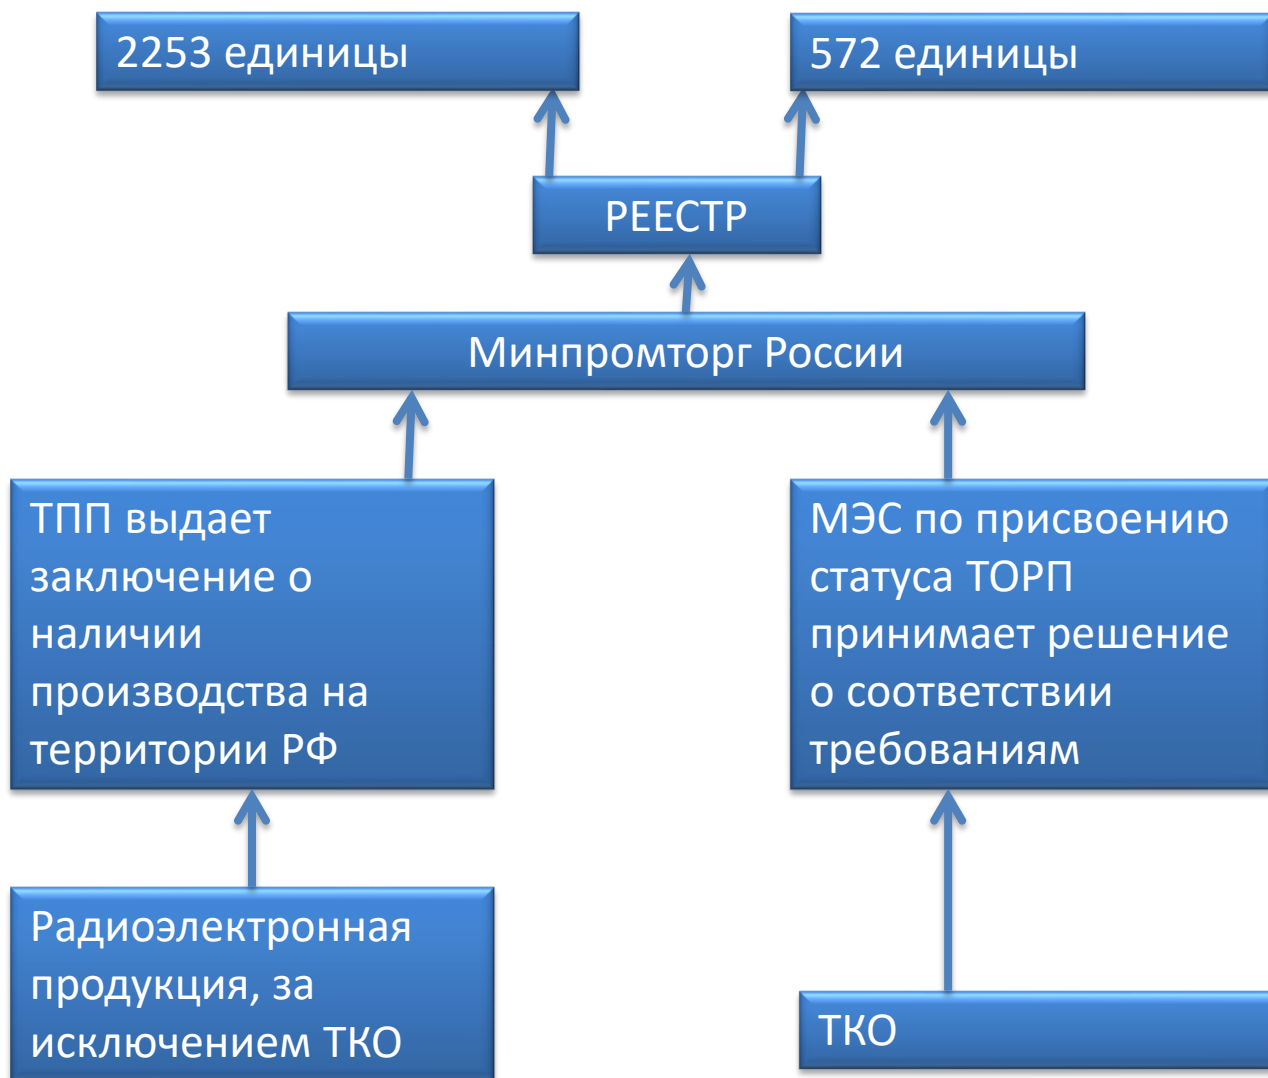 2253 единицы
572 единицы
РЕЕСТР
Минпромторг России
ТПП выдает
заключение о
наличии
производства на
территории РФ
МЭС по присвоению
статуса ТОРП
принимает решение
о соответствии
требованиям
Радиоэлектронная
продукция, за
исключением ТКО
ТКО